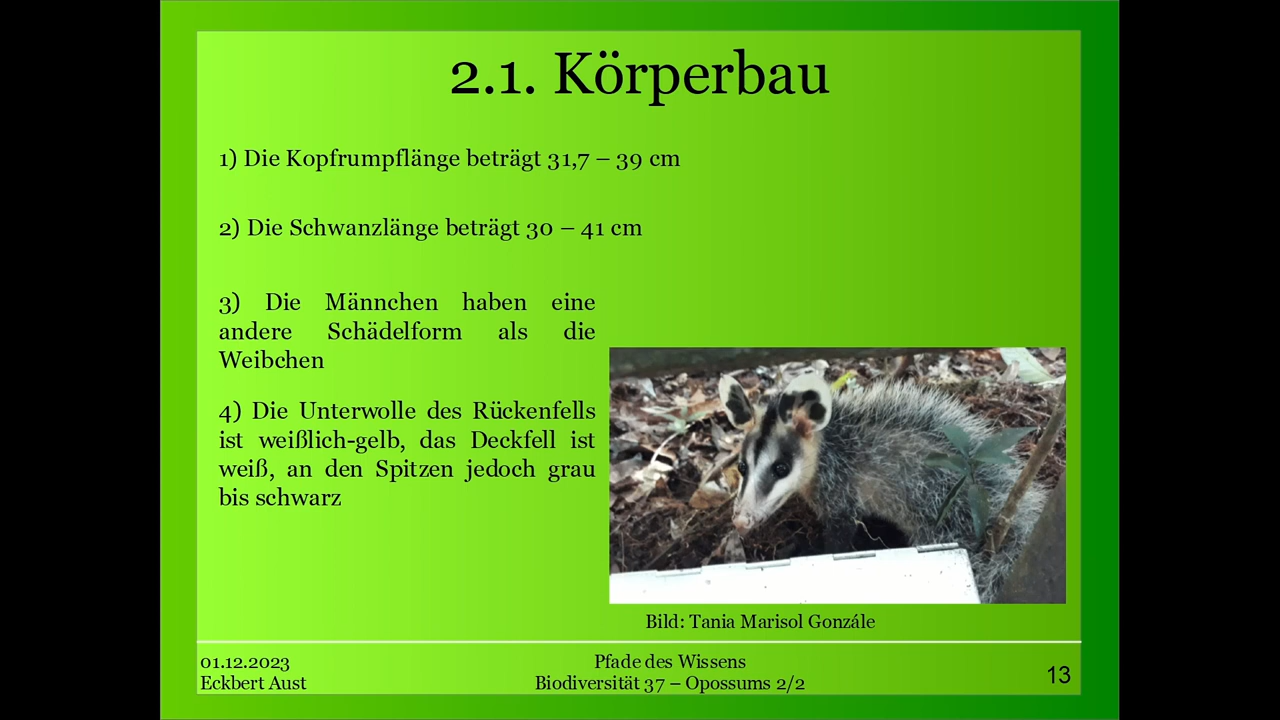 2.1. Körperbau
1) Die Kopfrumpflänge beträgt 31,7 – 39 cm
2) Die Schwanzlänge beträgt 30 – 41 cm
3) Die Männchen haben eine
andere Schädelform als die
Weibchen
4) Die Unterwolle des Rückenfells
ist weißlich-gelb, das Deckfell ist
weiß, an den Spitzen jedoch grau
bis schwarz
Bild: Tania Marisol Gonzále
01.12.2023
Eckbert Aust
Pfade des Wissens
Biodiversität 37 – Opossums 2/2
13